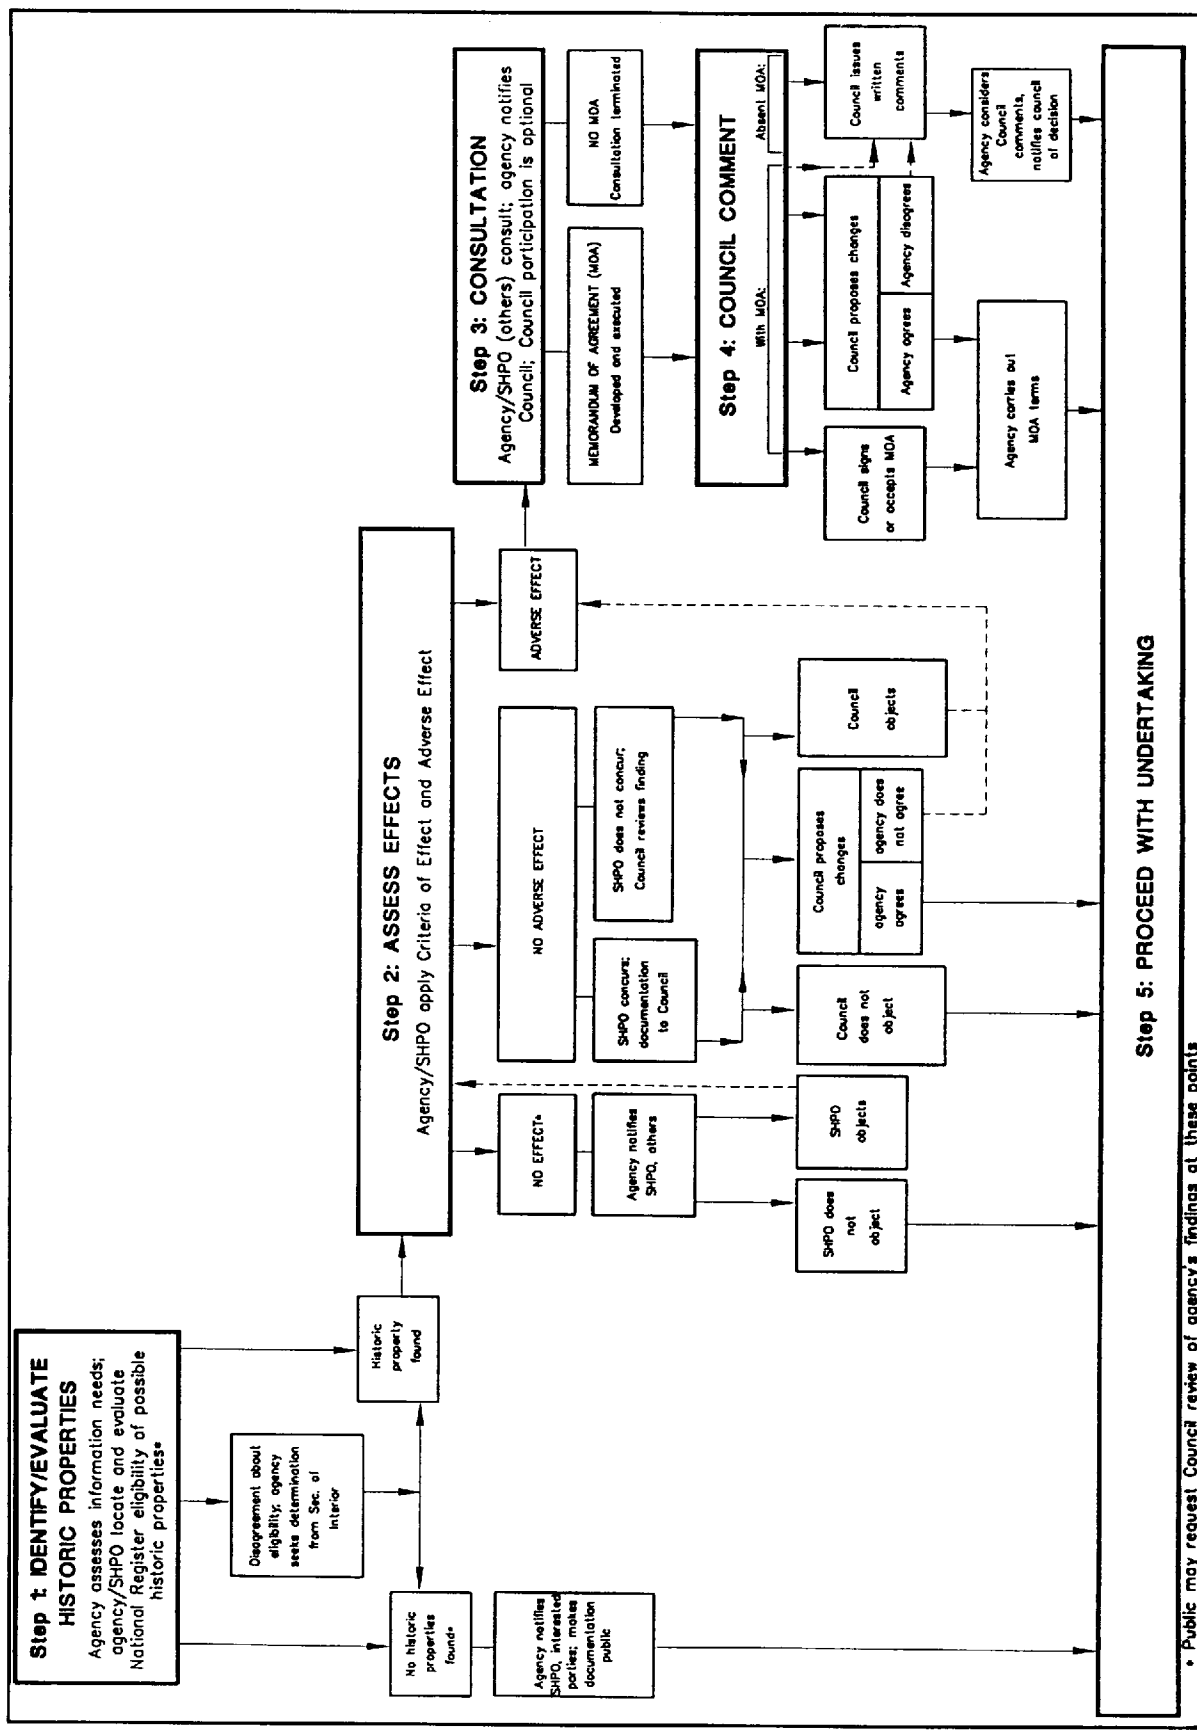 Step 1: IDENTIFY/EVALUATE
HISTORIC PROPERTIES
Agency assesses information needs;
agency/SHPO locate and evaluate
National Register eligibility of possible
historic properties*
Disagreement about
eligibility; agency
seeks determination
from Sec. of
Interior
No historic
properties
found*
Historic
property
found
Agency notifies
SHPO, interested
parties; makes
documentation
public
Step 2: ASSESS EFFECTS
Agency/SHPO apply Criteria of Effect and Adverse Effect
NO EFFECT*
NO ADVERSE EFFECT
ADVERSE EFFECT
Agency notifies
SHPO, others
SHPO concurs;
documentation
to Council
SHPO does not concur;
Council reviews finding
SHPO does
not
object
SHPO
objects
Council
does not
object
Council proposes
changes
agency
agrees
agency does
not agree
Council
objects
Step 3: CONSULTATION
Agency/SHPO (others) consult; agency notifies
Council; Council participation is optional
MEMORANDUM OF AGREEMENT (MOA)
Developed and executed
NO MOA
Consultation terminated
Step 4: COUNCIL COMMENT
With MOA:
Absent MOA:
Council signs
or accepts MOA
Council proposes changes
Agency agrees
Agency disagrees
Council issues
written
comments
Agency carries out
MOA terms
Agency considers
Council
comments,
notifies council
of decision
Step 5: PROCEED WITH UNDERTAKING
* Public may request Council review of agency's findings at these points